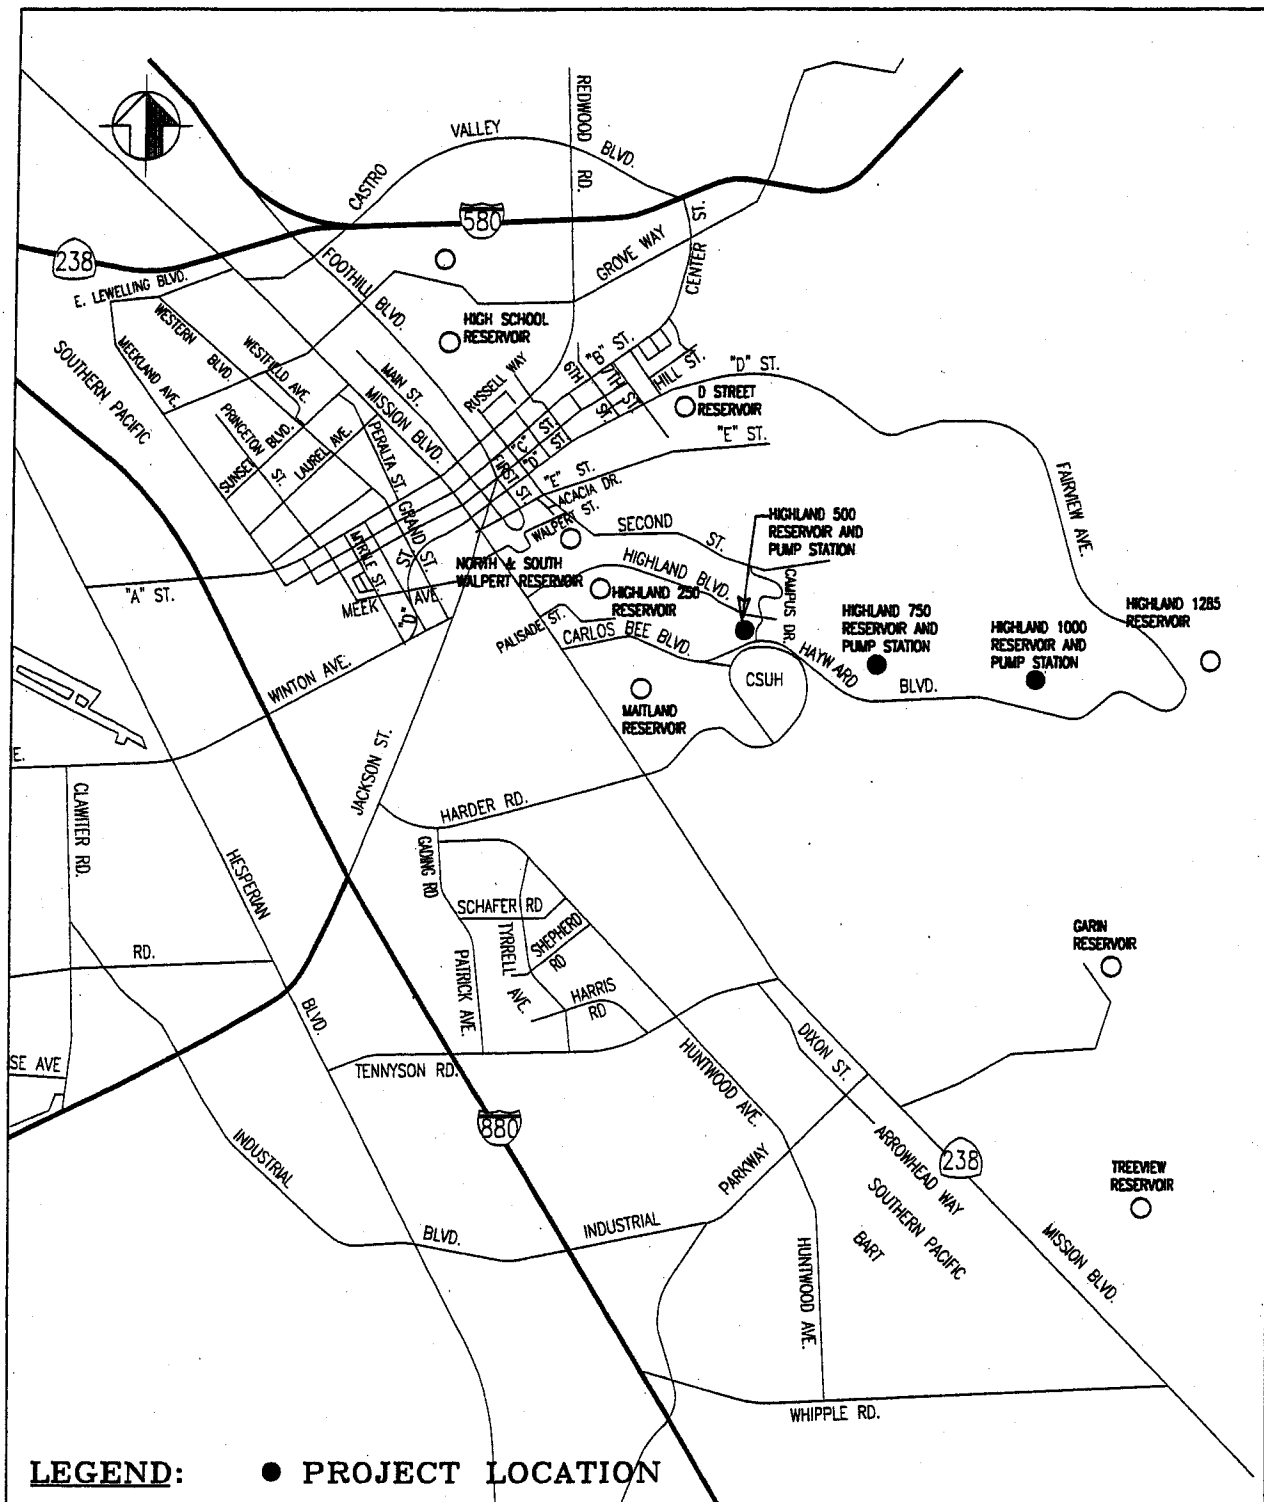 REDWOOD RD.
VALLEY
BLVD.
CASTRO
580
ST.
CENTER
GROVE WAY
238
E. LEWELLING BLVD.
FOOTHILL BLVD.
HIGH SCHOOL
RESERVOIR
WESTERN BLVD.
WESTFIELD AVE.
MEEKLAND AVE.
SOUTHERN PACIFIC
MAIN ST.
MISSION BLVD.
RUSSELL WAY
6TH ST.
"B" ST.
7TH ST.
HILL ST.
"D" ST.
D STREET
RESERVOIR
"E" ST.
PRINCETON ST.
SUNSET BLVD.
LAUREL AVE.
PERALTA ST.
"C" ST.
"D" ST.
FIRST ST.
"E" ST.
ACACIA DR.
WALPERT ST.
GRAND ST.
FAIRVIEW AVE.
SECOND ST.
HIGHLAND 500
RESERVOIR AND
PUMP STATION
MYRTLE ST.
NORTH & SOUTH
WALPERT RESERVOIR
HIGHLAND BLVD.
HIGHLAND 250
RESERVOIR
CAMPUS DR.
"A" ST.
MEEK AVE.
"D" ST.
PALISADE ST.
CARLOS BEE BLVD.
HIGHLAND 750
RESERVOIR AND
PUMP STATION
HIGHLAND 1000
RESERVOIR AND
PUMP STATION
HIGHLAND 1285
RESERVOIR
WINTON AVE.
CSUH
HAYWARD BLVD.
MAITLAND
RESERVOIR
E.
JACKSON ST.
CLAWITER RD.
HARDER RD.
GADING RD
HESPERIAN
BLVD.
SCHAFER RD
TYRRELL AVE.
SHEPHERD RD
GARIN
RESERVOIR
RD.
PATRICK AVE.
HARRIS RD
SE AVE
TENNYSON RD.
HUNTWOOD AVE.
DIXON ST.
880
INDUSTRIAL
BLVD.
INDUSTRIAL
PARKWAY
ARROWHEAD WAY
238
SOUTHERN PACIFIC
BART
TREEVIEW
RESERVOIR
HUNTWOOD AVE.
MISSION BLVD.
WHIPPLE RD.
LEGEND: PROJECT LOCATION